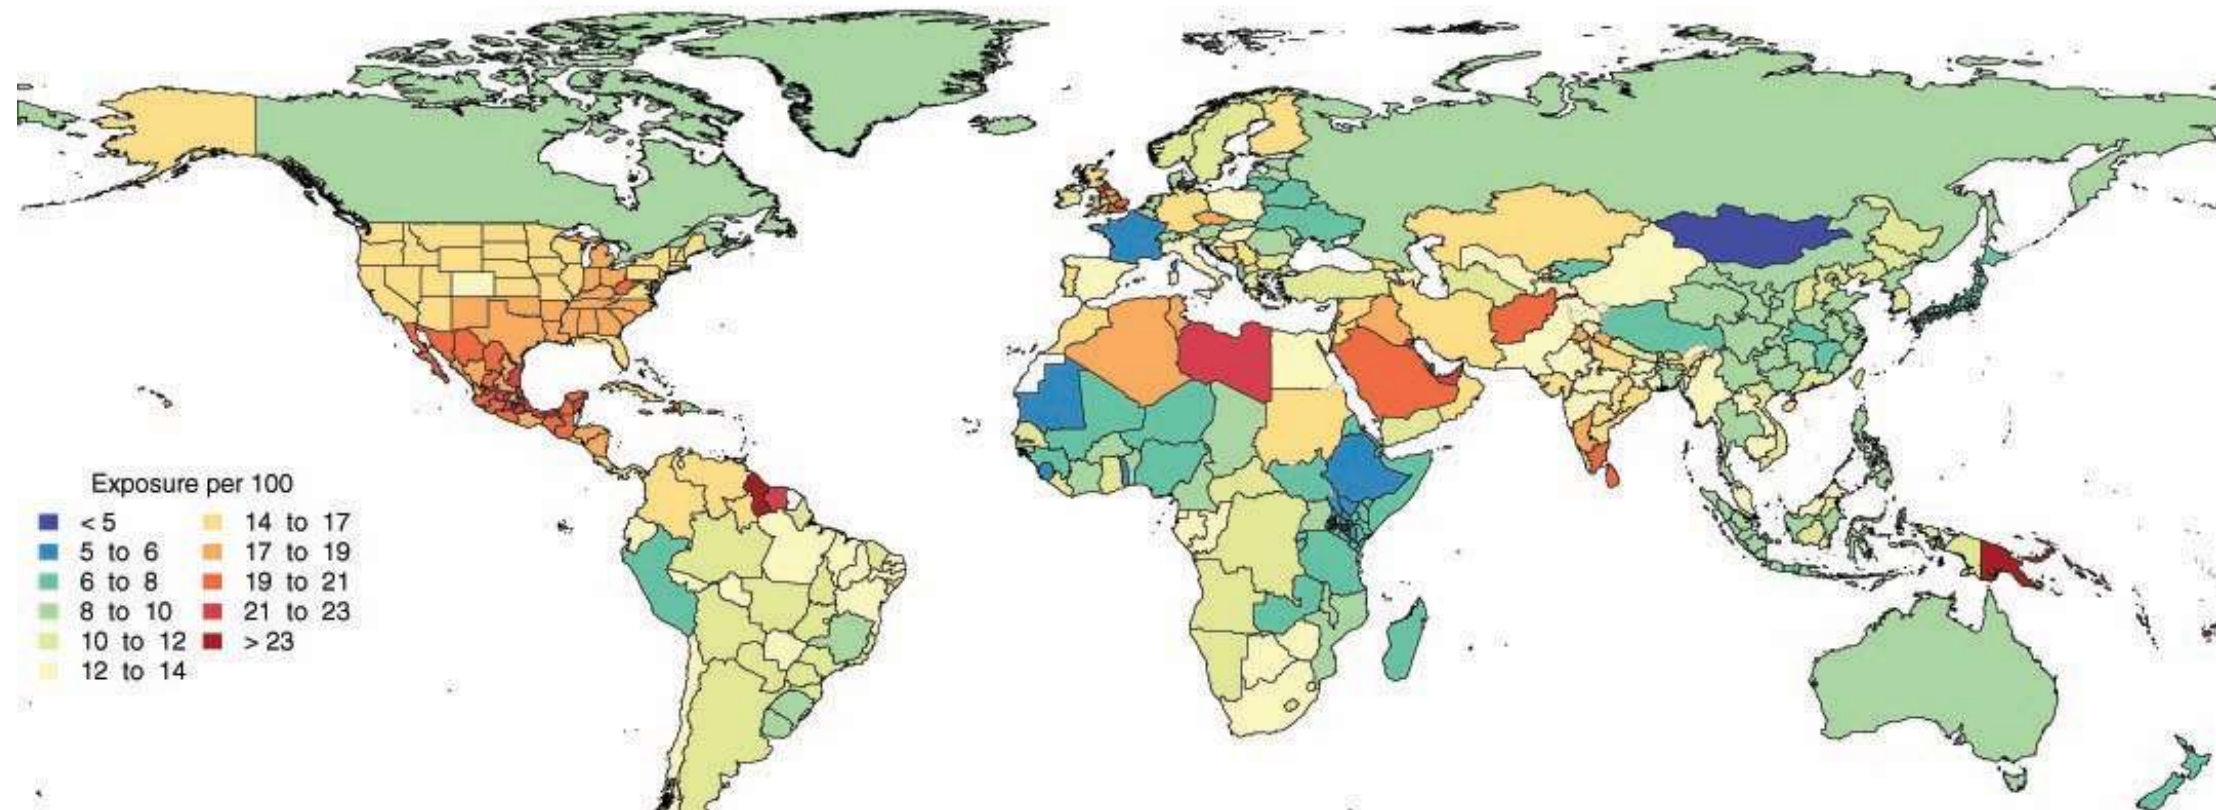 Exposure per 100
< 5
5 to 6
6 to 8
8 to 10
10 to 12
12 to 14
14 to 17
17 to 19
19 to 21
21 to 23
> 23